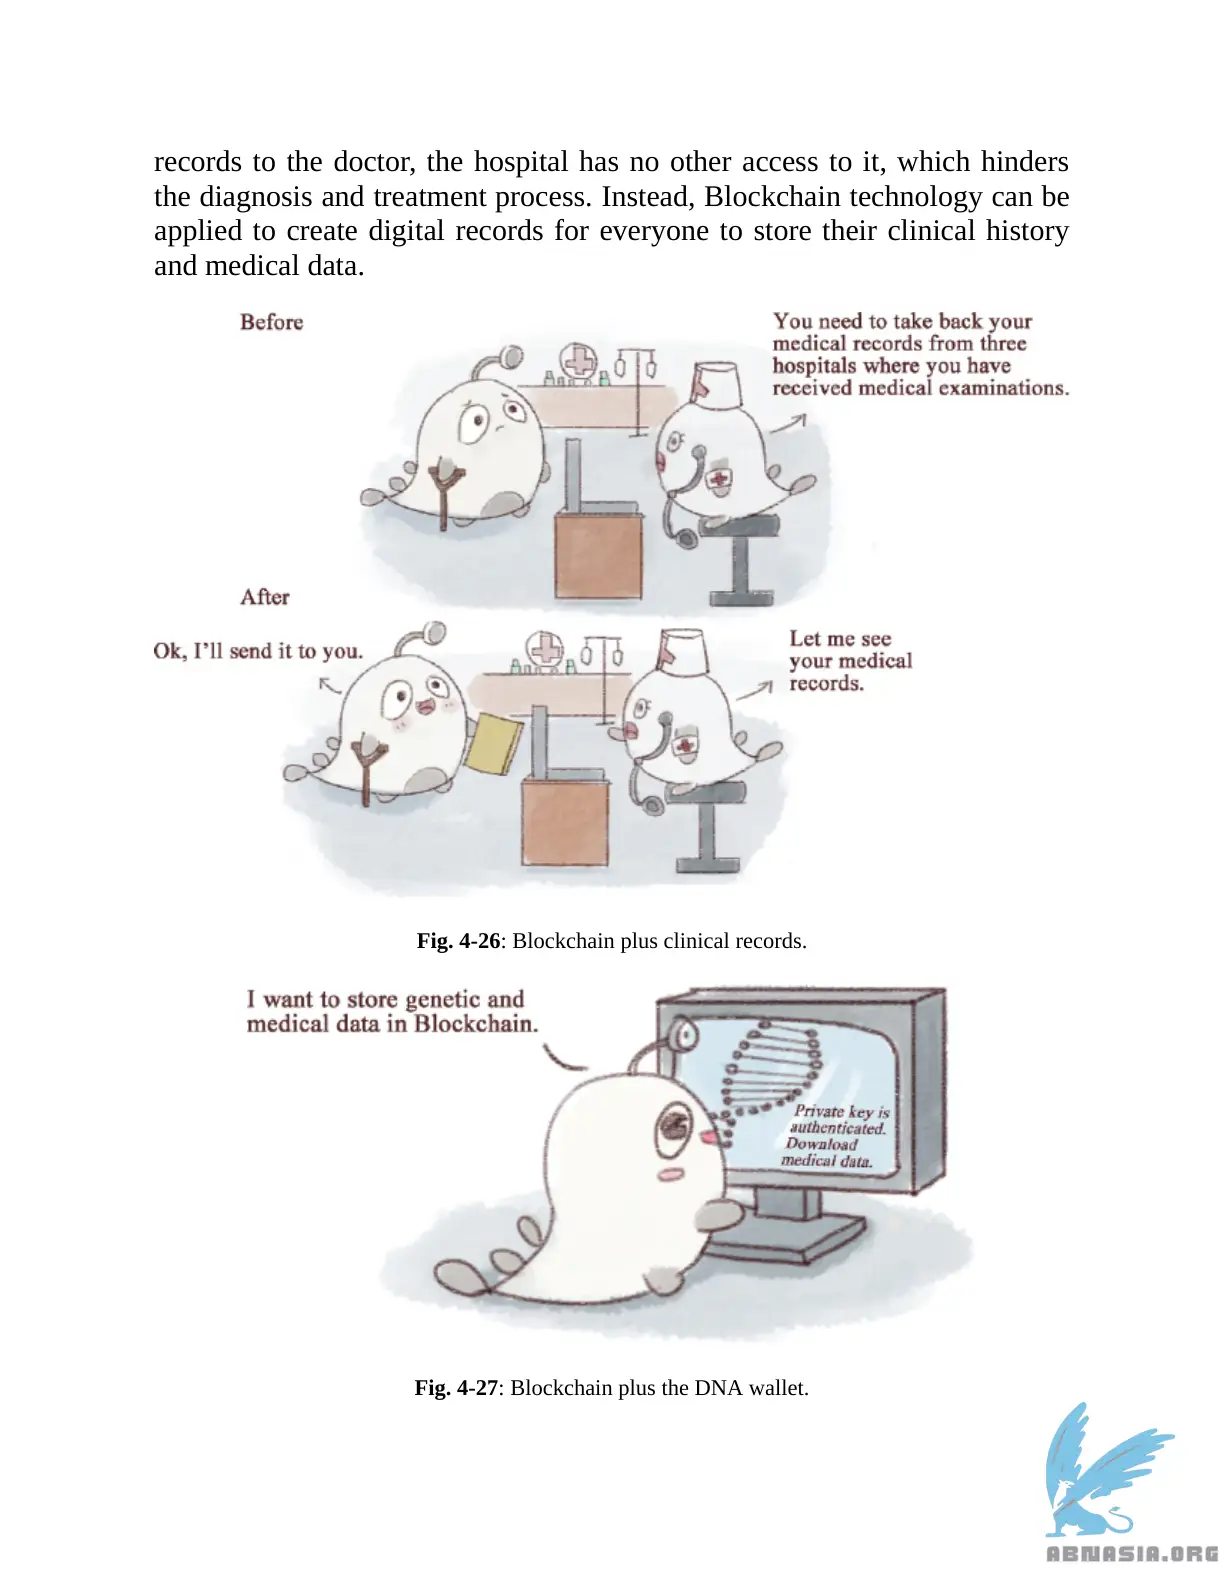 records to the doctor, the hospital has no other access to it, which hinders
the diagnosis and treatment process. Instead, Blockchain technology can be
applied to create digital records for everyone to store their clinical history
and medical data.
Before
You need to take back your
medical records from three
hospitals where you have
received medical examinations.
After
Ok, I’ll send it to you.
Let me see
your medical
records.
Fig. 4-26: Blockchain plus clinical records.
I want to store genetic and
medical data in Blockchain.
Private key is
authenticated.
Download
medical data.
Fig. 4-27: Blockchain plus the DNA wallet.
ABNASIA.ORG